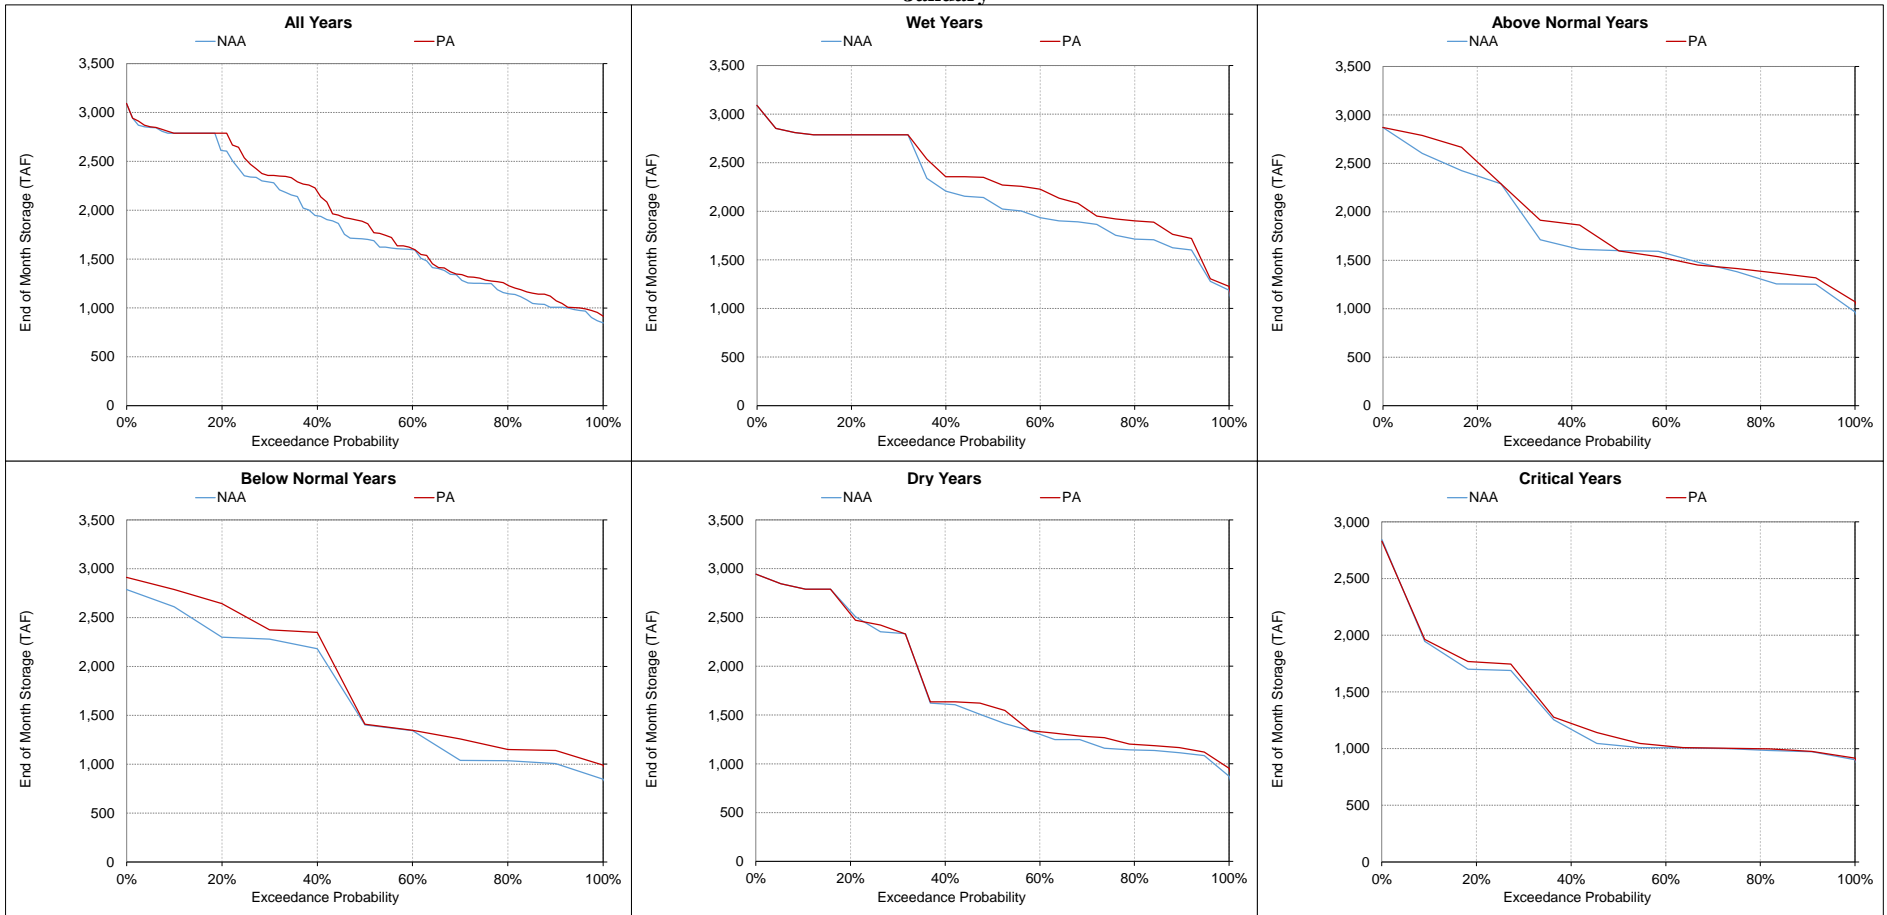 All Years
NAA PA
3,500
3,000
2,500
2,000
1,500
1,000
500
0
End of Month Storage (TAF)
0% 20% 40% 60% 80% 100%
Exceedance Probability
Wet Years
NAA PA
3,500
3,000
2,500
2,000
1,500
1,000
500
0
End of Month Storage (TAF)
0% 20% 40% 60% 80% 100%
Exceedance Probability
Above Normal Years
NAA PA
3,500
3,000
2,500
2,000
1,500
1,000
500
0
End of Month Storage (TAF)
0% 20% 40% 60% 80% 100%
Exceedance Probability
Below Normal Years
NAA PA
3,500
3,000
2,500
2,000
1,500
1,000
500
0
End of Month Storage (TAF)
0% 20% 40% 60% 80% 100%
Exceedance Probability
Dry Years
NAA PA
3,500
3,000
2,500
2,000
1,500
1,000
500
0
End of Month Storage (TAF)
0% 20% 40% 60% 80% 100%
Exceedance Probability
Critical Years
NAA PA
3,000
2,500
2,000
1,500
1,000
500
0
End of Month Storage (TAF)
0% 20% 40% 60% 80% 100%
Exceedance Probability